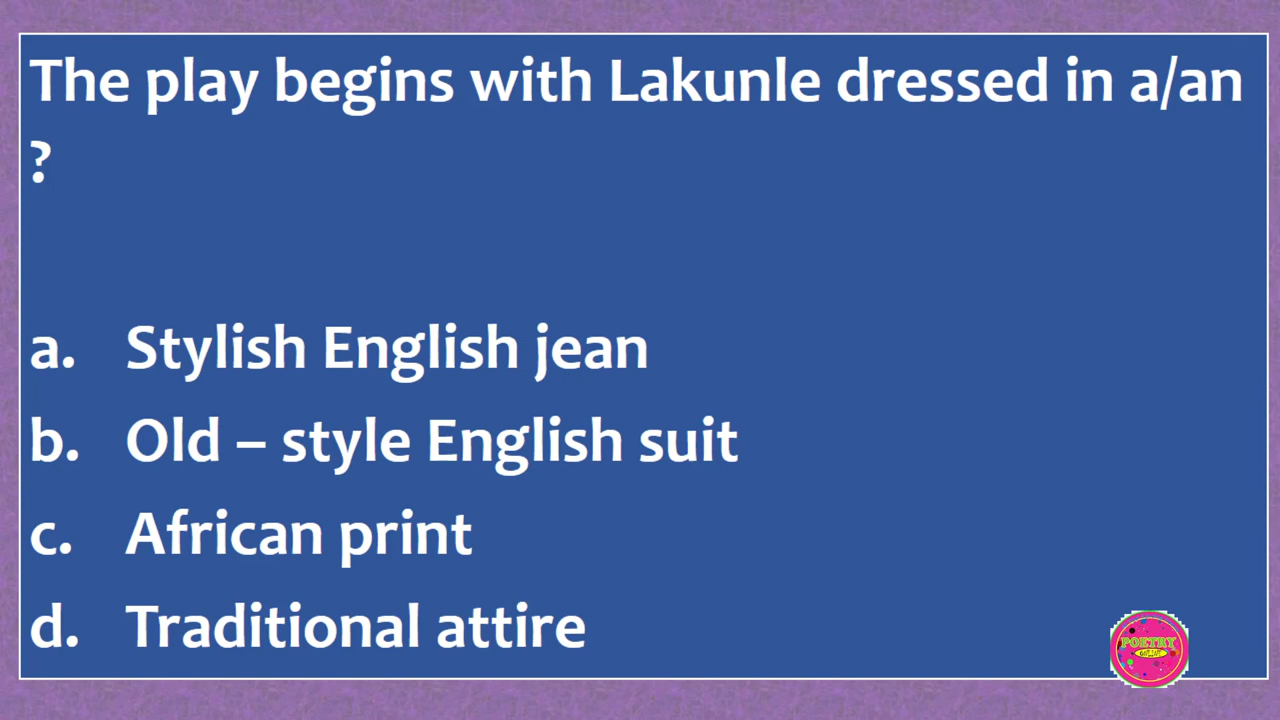 The play begins with Lakunle dressed in a/an
?
a. Stylish English jean
b. Old – style English suit
c. African print
d. Traditional attire
POETRY